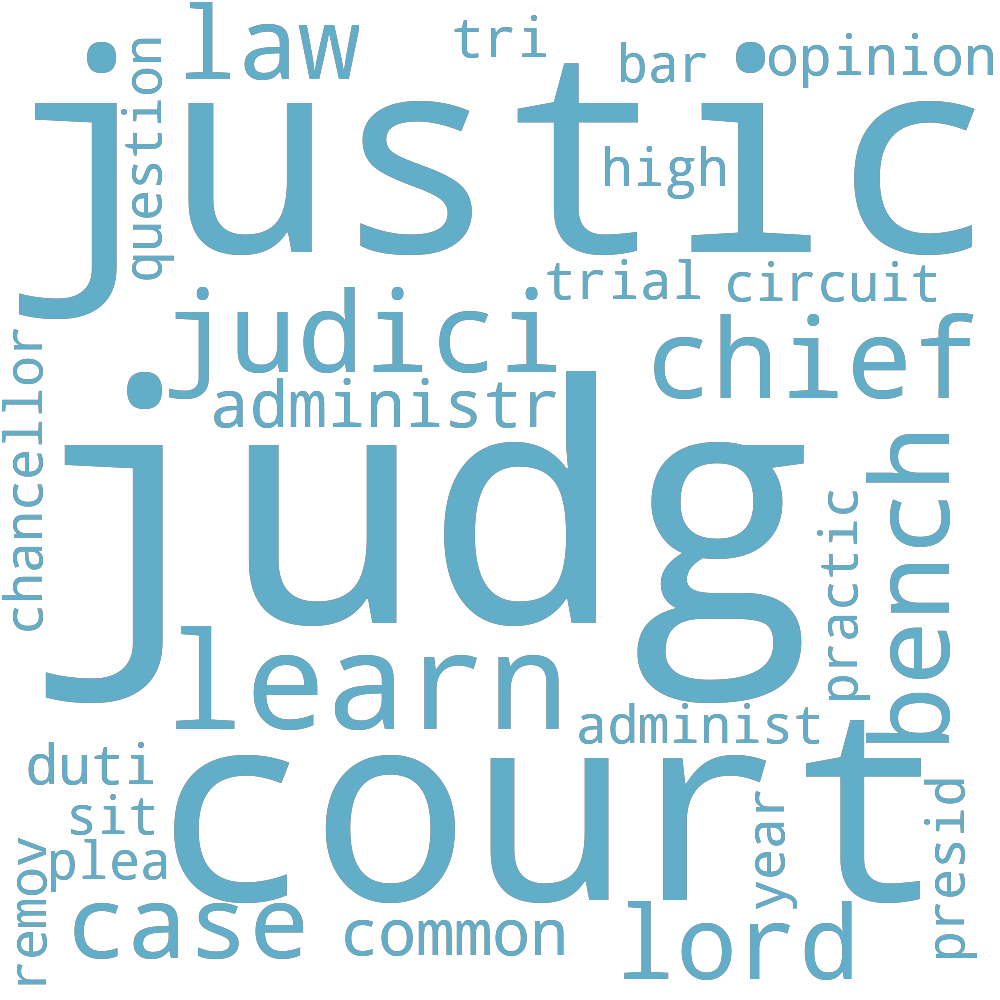 law
tri
bar
opinion
question
justic
high
trial
circuit
judici
chief
administr
chancellor
judg
bench
practic
learn
administ
duti
court
sit
plea
year
presid
remov
case
common
lord